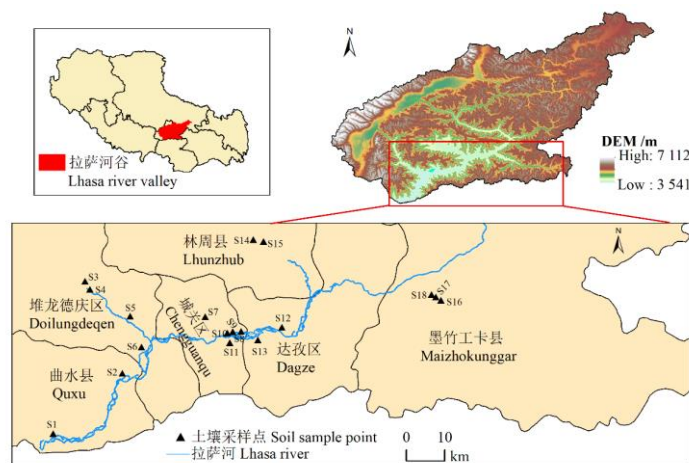 拉萨河谷
Lhasa river valley
N
DEM /m
High: 7 112
Low : 3 541
N
林周县
Lhunzhub
S14
S15
S3
S4
堆龙德庆区
Doilungdeqen
S5
S6
城关区
Chengguanqu
S7
S9
S10
S11
S12
S13
达孜区
Dagze
S18
S17
S16
墨竹工卡县
Maizhokunggar
曲水县
Quxu
S2
S1
土壤采样点 Soil sample point
拉萨河 Lhasa river
0 10
km